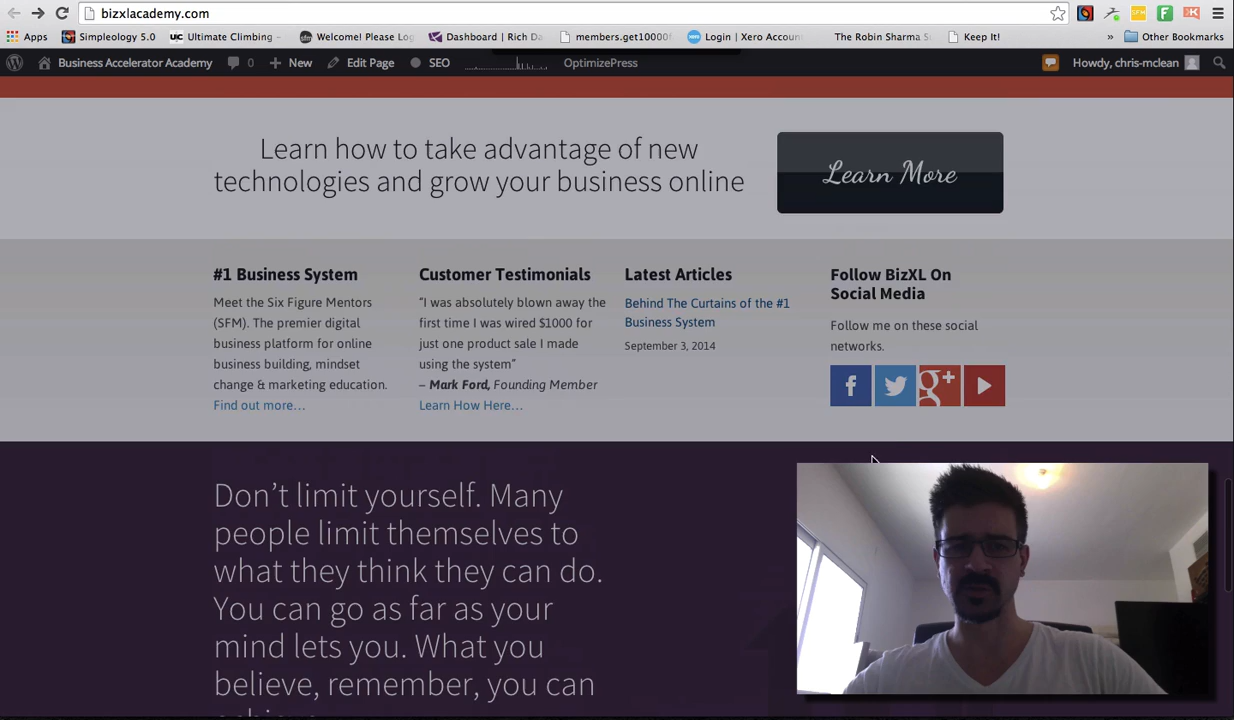 bizxlacademy.com
Apps Simpleology 5.0 Ultimate Climbing - Welcome! Please Log Dashboard | Rich Da members.get10000 Login | Xero Accoun The Robin Sharma S Keep It! » Other Bookmarks
Business Accelerator Academy 0 + New Edit Page SEO OptimizePress Howdy, chris-mclean
Learn how to take advantage of new
technologies and grow your business online
Learn More
#1 Business System
Meet the Six Figure Mentors
(SFM). The premier digital
business platform for online
business building, mindset
change & marketing education.
Find out more…
Customer Testimonials
“I was absolutely blown away the
first time I was wired $1000 for
just one product sale I made
using the system”
– Mark Ford, Founding Member
Learn How Here…
Latest Articles
Behind The Curtains of the #1
Business System
September 3, 2014
Follow BizXL On
Social Media
Follow me on these social
networks.
Don’t limit yourself. Many
people limit themselves to
what they think they can do.
You can go as far as your
mind lets you. What you
believe, remember, you can